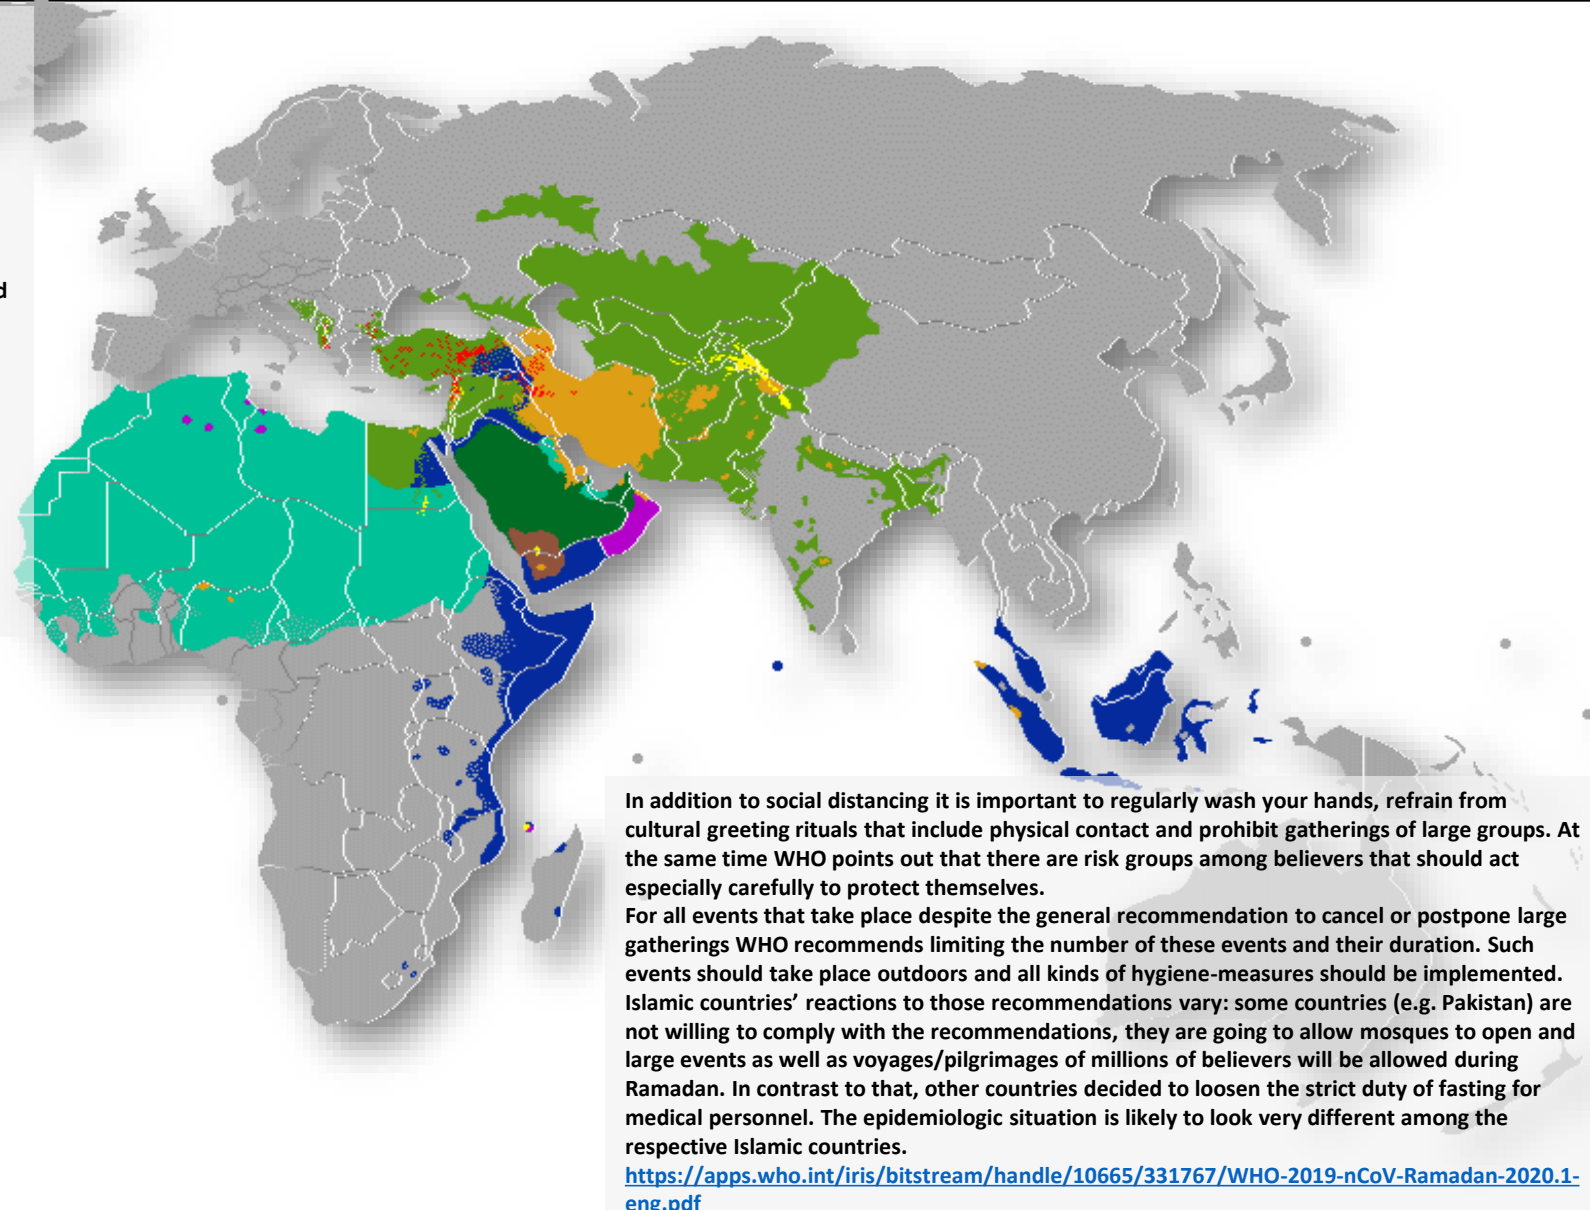 d
In addition to social distancing it is important to regularly wash your hands, refrain from
cultural greeting rituals that include physical contact and prohibit gatherings of large groups. At
the same time WHO points out that there are risk groups among believers that should act
especially carefully to protect themselves.
For all events that take place despite the general recommendation to cancel or postpone large
gatherings WHO recommends limiting the number of these events and their duration. Such
events should take place outdoors and all kinds of hygiene-measures should be implemented.
Islamic countries’ reactions to those recommendations vary: some countries (e.g. Pakistan) are
not willing to comply with the recommendations, they are going to allow mosques to open and
large events as well as voyages/pilgrimages of millions of believers will be allowed during
Ramadan. In contrast to that, other countries decided to loosen the strict duty of fasting for
medical personnel. The epidemiologic situation is likely to look very different among the
respective Islamic countries.
https://apps.who.int/iris/bitstream/handle/10665/331767/WHO-2019-nCoV-Ramadan-2020.1-
eng.pdf